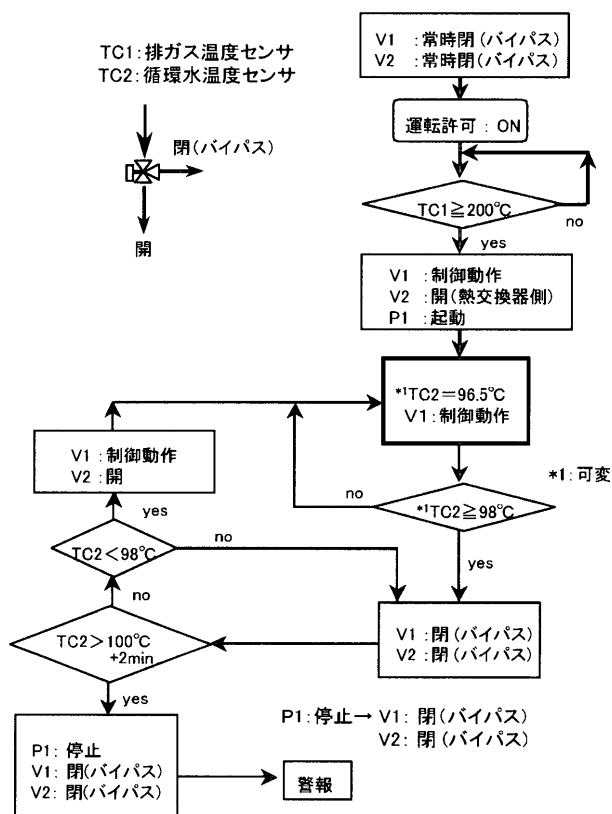 TC1：排ガス温度センサ
TC2：循環水温度センサ
閉（バイパス）
開
V1：常時閉（バイパス）
V2：常時閉（バイパス）
運転許可：ON
TC1≧200℃
no
yes
V1：制御動作
V2：開（熱交換器側）
P1：起動
*1TC2＝96.5℃
V1：制御動作
*1：可変
*1TC2≧98℃
no
yes
V1：制御動作
V2：開
yes
TC2＜98℃
no
no
TC2＞100℃
+2min
yes
V1：閉（バイパス）
V2：閉（バイパス）
P1：停止→ V1：閉（バイパス）
V2：閉（バイパス）
P1：停止
V1：閉（バイパス）
V2：閉（バイパス）
警報